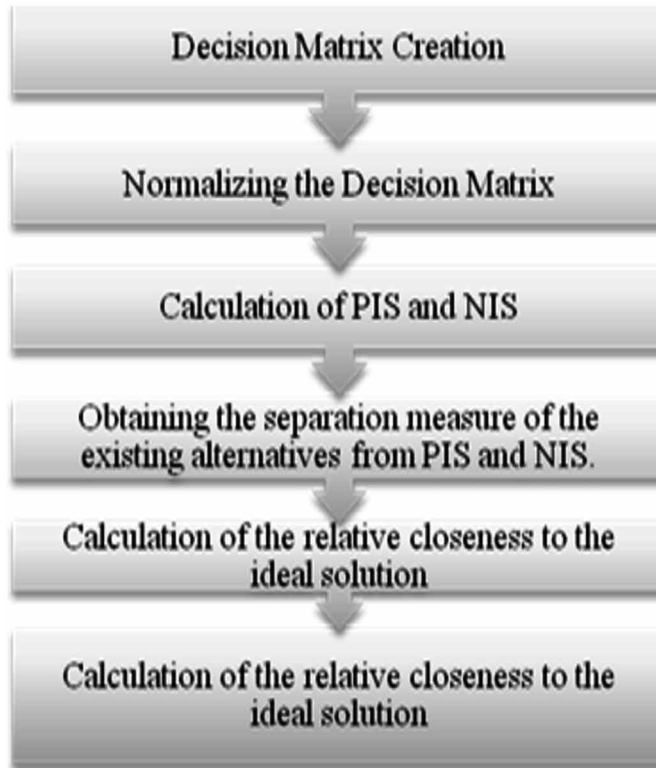 Decision Matrix Creation
Normalizing the Decision Matrix
Calculation of PIS and NIS
Obtaining the separation measure of the
existing alternatives from PIS and NIS.
Calculation of the relative closeness to the
ideal solution
Calculation of the relative closeness to the
ideal solution